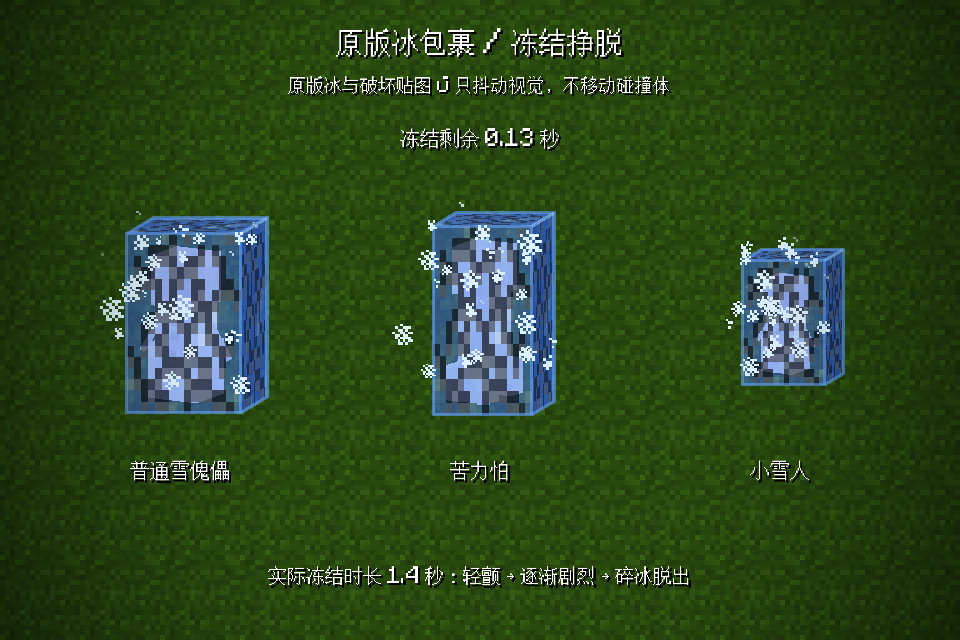 原版冰包裹 / 冻结挣脱
原版冰与破坏贴图 Ü 只抖动视觉，不移动碰撞体
冻结剩余 0.13 秒
普通雪傀儡
苦力怕
小雪人
实际冻结时长 1.4 秒：轻颤 → 逐渐剧烈 → 碎冰脱出